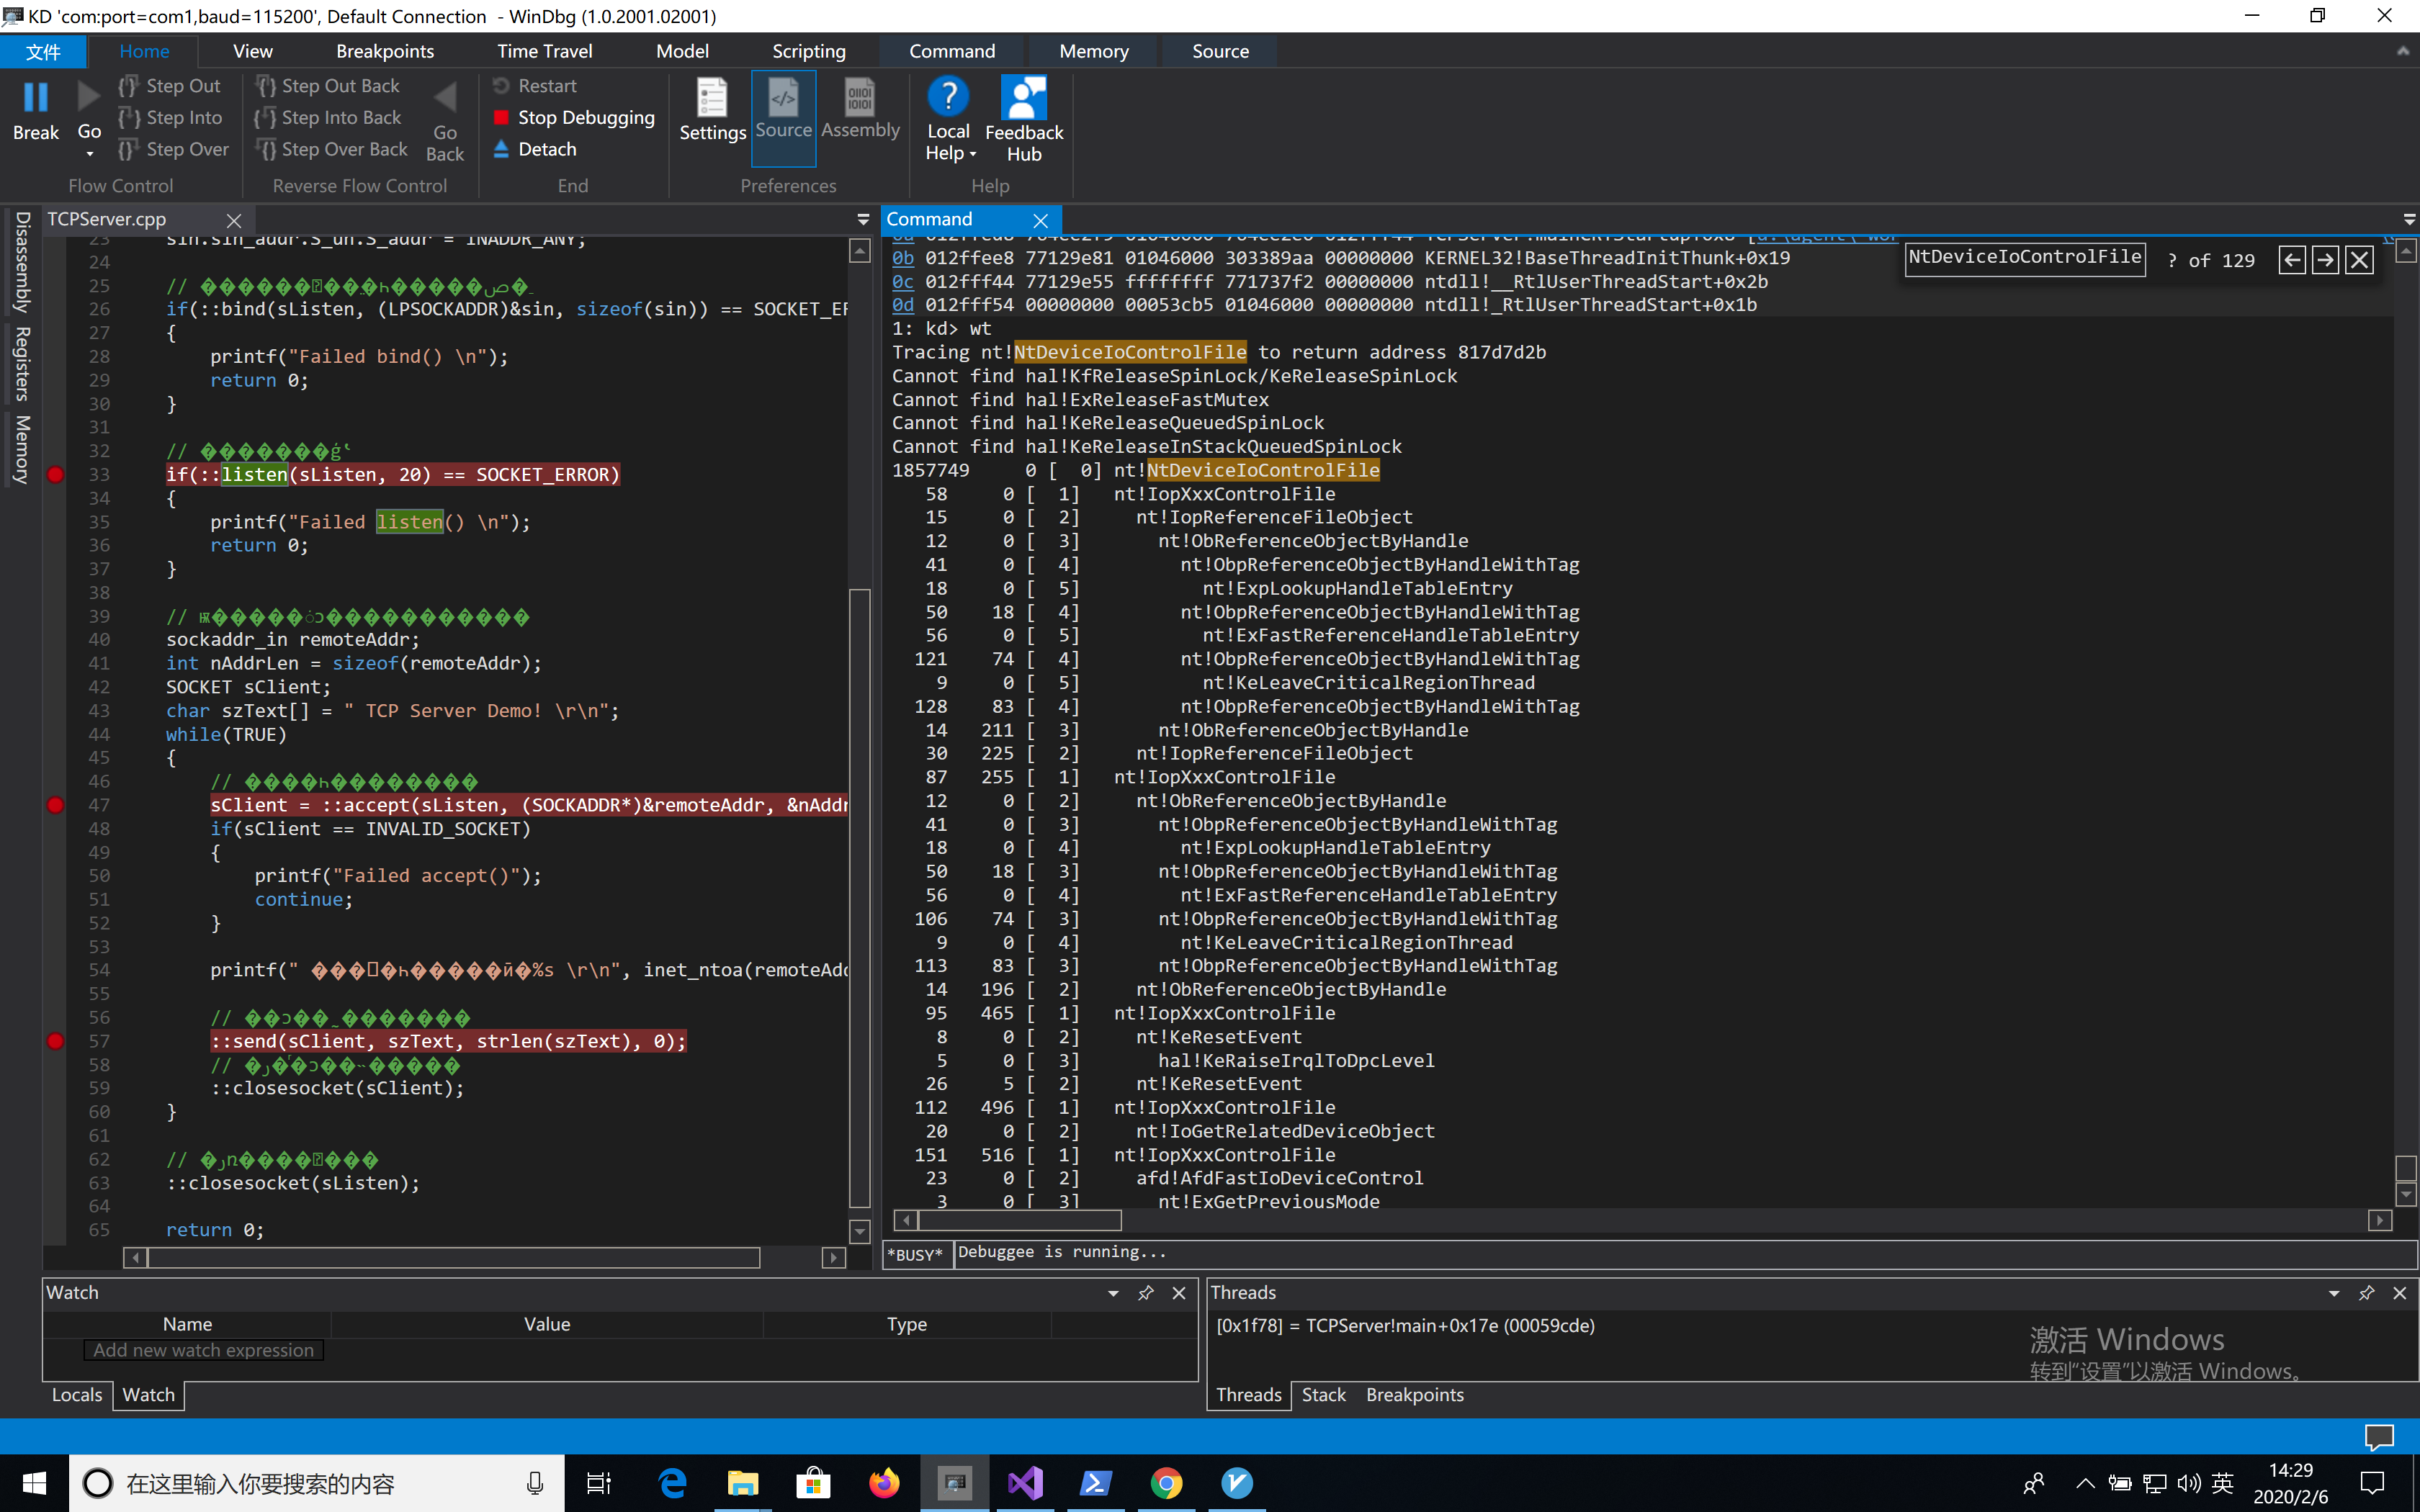 KD 'com:port=com1,baud=115200', Default Connection  - WinDbg (1.0.2001.02001)
文件 Home View Breakpoints Time Travel Model Scripting Command Memory Source
Break Go Step Out Step Into Step Over
Flow Control
Step Out Back Step Into Back Step Over Back Go Back
Reverse Flow Control
Restart
Stop Debugging
Detach
End
Settings Source Assembly
Preferences
Local Help Feedback Hub
Help
Disassembly
Registers
Memory
TCPServer.cpp
23 sin.sin_addr.S_un.S_addr = INADDR_ANY;
24
25 //
26 if(::bind(sListen, (LPSOCKADDR)&sin, sizeof(sin)) == SOCKET_ER
27 {
28 printf("Failed bind() \n");
29 return 0;
30 }
31
32 //
33 if(::listen(sListen, 20) == SOCKET_ERROR)
34 {
35 printf("Failed listen() \n");
36 return 0;
37 }
38
39 //
40 sockaddr_in remoteAddr;
41 int nAddrLen = sizeof(remoteAddr);
42 SOCKET sClient;
43 char szText[] = " TCP Server Demo! \r\n";
44 while(TRUE)
45 {
46 //
47 sClient = ::accept(sListen, (SOCKADDR*)&remoteAddr, &nAddr
48 if(sClient == INVALID_SOCKET)
49 {
50 printf("Failed accept()");
51 continue;
52 }
53
54 printf(" %s \r\n", inet_ntoa(remoteAdd
55
56 //
57 ::send(sClient, szText, strlen(szText), 0);
58 //
59 ::closesocket(sClient);
60 }
61
62 //
63 ::closesocket(sListen);
64
65 return 0;
Command
NtDeviceIoControlFile ? of 129
0b 012ffee8 77129e81 01046000 303389aa 00000000 KERNEL32!BaseThreadInitThunk+0x19
0c 012fff44 77129e55 ffffffff 771737f2 00000000 ntdll!__RtlUserThreadStart+0x2b
0d 012fff54 00000000 00053cb5 01046000 00000000 ntdll!_RtlUserThreadStart+0x1b
1: kd> wt
Tracing nt!NtDeviceIoControlFile to return address 817d7d2b
Cannot find hal!KfReleaseSpinLock/KeReleaseSpinLock
Cannot find hal!ExReleaseFastMutex
Cannot find hal!KeReleaseQueuedSpinLock
Cannot find hal!KeReleaseInStackQueuedSpinLock
1857749 0 [ 0] nt!NtDeviceIoControlFile
58 0 [ 1] nt!IopXxxControlFile
15 0 [ 2] nt!IopReferenceFileObject
12 0 [ 3] nt!ObReferenceObjectByHandle
41 0 [ 4] nt!ObpReferenceObjectByHandleWithTag
18 0 [ 5] nt!ExpLookupHandleTableEntry
50 18 [ 4] nt!ObpReferenceObjectByHandleWithTag
56 0 [ 5] nt!ExFastReferenceHandleTableEntry
121 74 [ 4] nt!ObpReferenceObjectByHandleWithTag
9 0 [ 5] nt!KeLeaveCriticalRegionThread
128 83 [ 4] nt!ObpReferenceObjectByHandleWithTag
14 211 [ 3] nt!ObReferenceObjectByHandle
30 225 [ 2] nt!IopReferenceFileObject
87 255 [ 1] nt!IopXxxControlFile
12 0 [ 2] nt!ObReferenceObjectByHandle
41 0 [ 3] nt!ObpReferenceObjectByHandleWithTag
18 0 [ 4] nt!ExpLookupHandleTableEntry
50 18 [ 3] nt!ObpReferenceObjectByHandleWithTag
56 0 [ 4] nt!ExFastReferenceHandleTableEntry
106 74 [ 3] nt!ObpReferenceObjectByHandleWithTag
9 0 [ 4] nt!KeLeaveCriticalRegionThread
113 83 [ 3] nt!ObpReferenceObjectByHandleWithTag
14 196 [ 2] nt!ObReferenceObjectByHandle
95 465 [ 1] nt!IopXxxControlFile
8 0 [ 2] nt!KeResetEvent
5 0 [ 3] hal!KeRaiseIrqlToDpcLevel
26 5 [ 2] nt!KeResetEvent
112 496 [ 1] nt!IopXxxControlFile
20 0 [ 2] nt!IoGetRelatedDeviceObject
151 516 [ 1] nt!IopXxxControlFile
23 0 [ 2] afd!AfdFastIoDeviceControl
3 0 [ 3] nt!ExGetPreviousMode
*BUSY* Debuggee is running...
Watch
Name Value Type
Add new watch expression
Locals Watch
Threads
[0x1f78] = TCPServer!main+0x17e (00059cde)
Threads Stack Breakpoints
激活 Windows
转到“设置”以激活 Windows。
在这里输入你要搜索的内容
英
14:29
2020/2/6